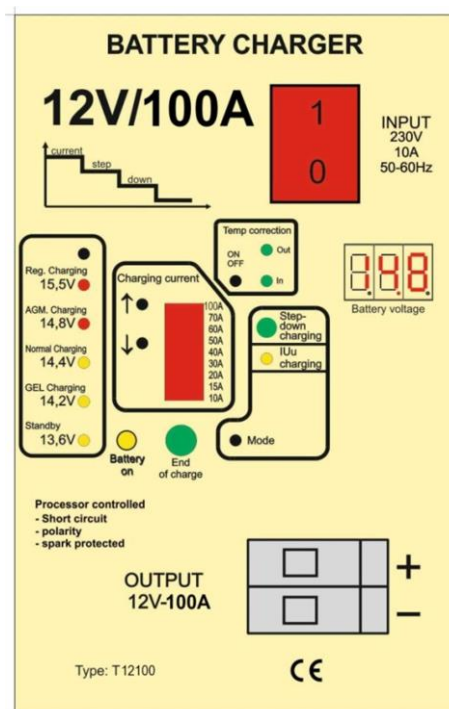 BATTERY CHARGER
12V/100A
1
0
INPUT
230V
10A
50-60Hz
current
step
down
Temp correction
ON
OFF
Out
In
Reg. Charging
15,5V
AGM. Charging
14,8V
Normal Charging
14,4V
GEL Charging
14,2V
Standby
13,6V
Charging current
↑
↓
100A
70A
60A
50A
40A
30A
20A
15A
10A
Step-
down
charging
IUu
charging
Mode
14.8
Battery voltage
Battery
on
End
of charge
Processor controlled
- Short circuit
- polarity
- spark protected
OUTPUT
12V-100A
+
−
Type: T12100
CE